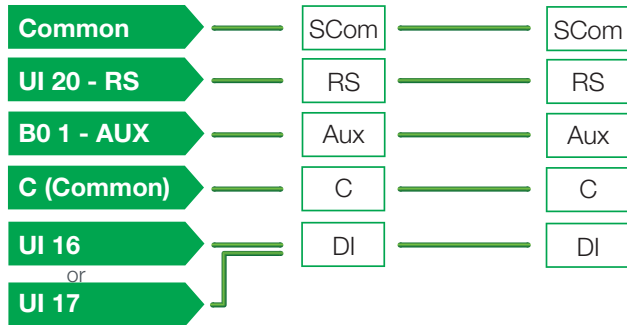 Common SCom SCom
UI 20 - RS RS RS
B0 1 - AUX Aux Aux
C (Common) C C
UI 16 DI DI
or
UI 17